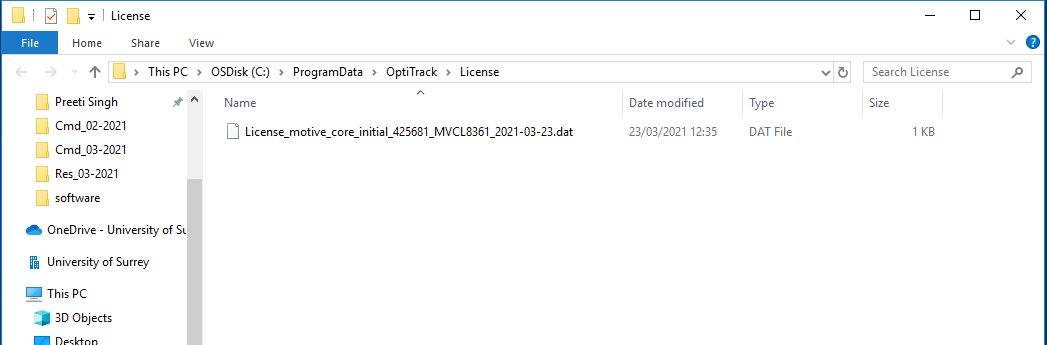 License
File Home Share View
This PC OSDisk (C:) ProgramData OptiTrack License Search License
Name Date modified Type Size
License_motive_core_initial_425681_MVCL8361_2021-03-23.dat 23/03/2021 12:35 DAT File 1 KB
Preeti Singh
Cmd_02-2021
Cmd_03-2021
Res_03-2021
software
OneDrive - University of Su
University of Surrey
This PC
3D Objects
Desktop